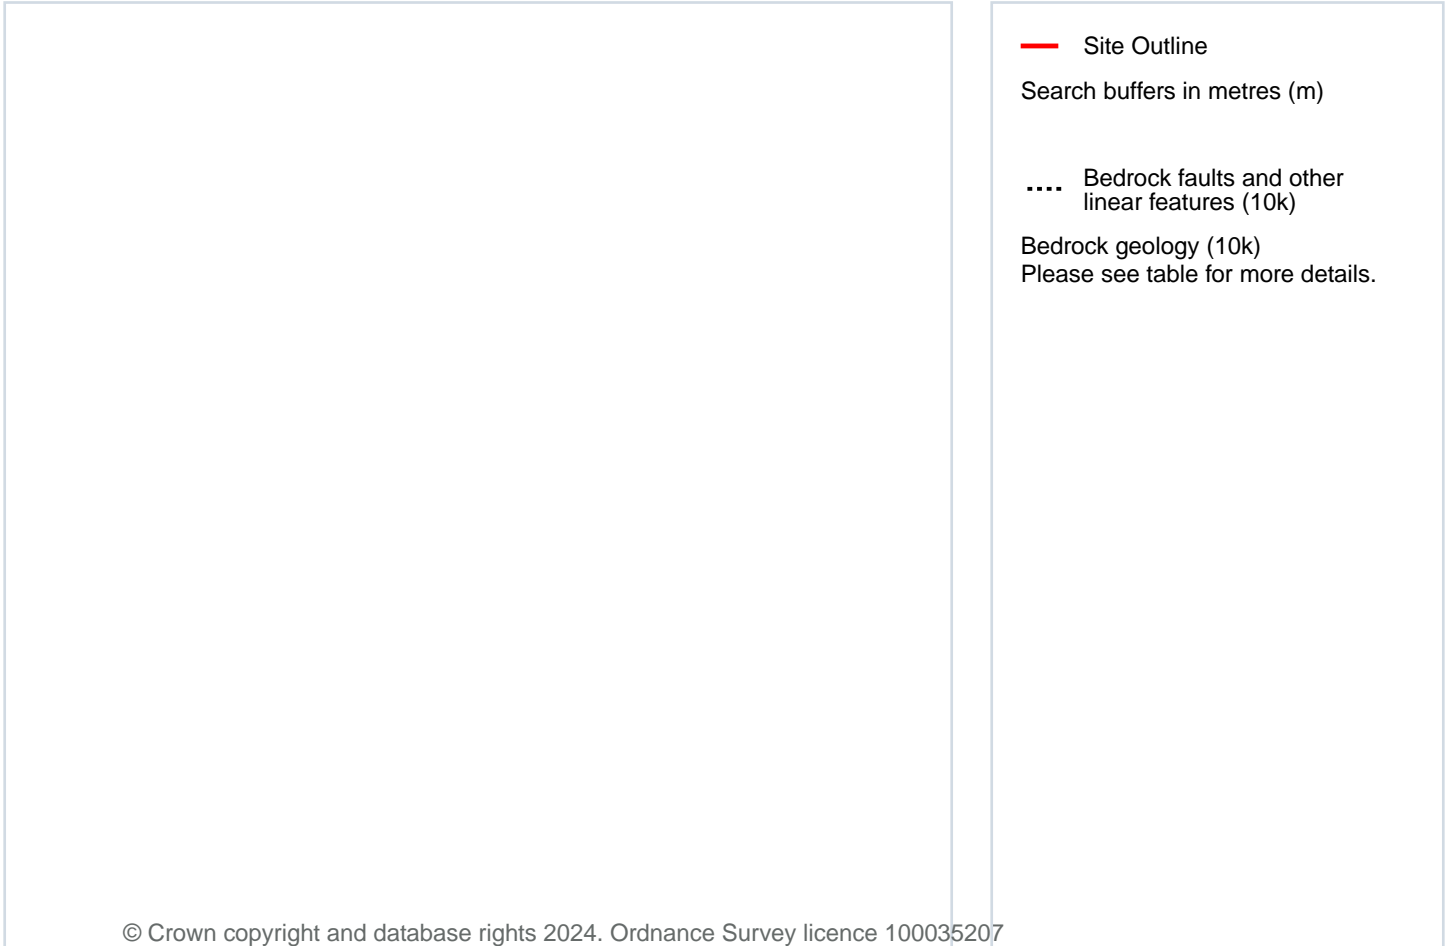 Site Outline
Search buffers in metres (m)
Bedrock faults and other
linear features (10k)
Bedrock geology (10k)
Please see table for more details.
© Crown copyright and database rights 2024. Ordnance Survey licence 100035207